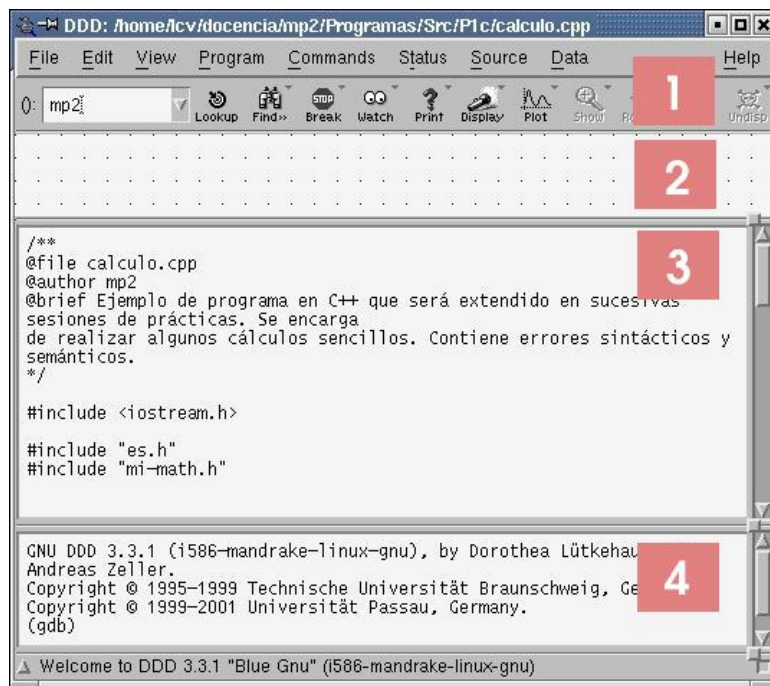 DDD: /home/lcv/docencia/mp2/Programas/Src/P1c/calculo.cpp
File Edit View Program Commands Status Source Data Help
1
(): mp2
Lookup Find» Break Watch Print Display Plot Show Undisp
2
3
/**
@file calculo.cpp
@author mp2
@brief Ejemplo de programa en C++ que será extendido en sucesivas
sesiones de prácticas. Se encarga
de realizar algunos cálculos sencillos. Contiene errores sintácticos y
semánticos.
*/
#include <iostream.h>
#include "es.h"
#include "mi-math.h"
GNU DDD 3.3.1 (i586-mandrake-linux-gnu), by Dorothea
Andreas Zeller.
Copyright © 1995-1999 Technische Universität Braunschweig,
Copyright © 1999-2001 Universität Passau, Germany.
(gdb)
4
Welcome to DDD 3.3.1 "Blue Gnu" (i586-mandrake-linux-gnu)